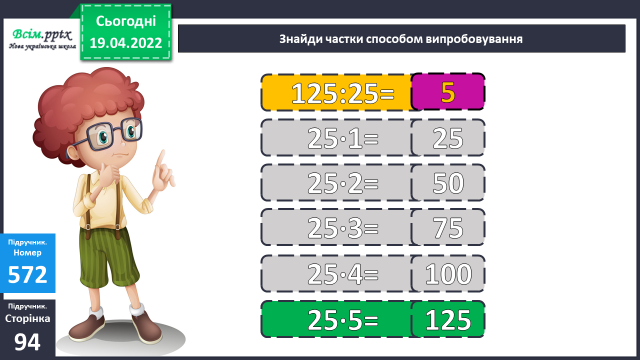 Всім.pptx
Нова українська школа
Сьогодні
19.04.2022
Знайди частки способом випробовування
125:25= 5
25·1= 25
25·2= 50
25·3= 75
25·4= 100
25·5= 125
Підручник.
Номер
572
Підручник.
Сторінка
94